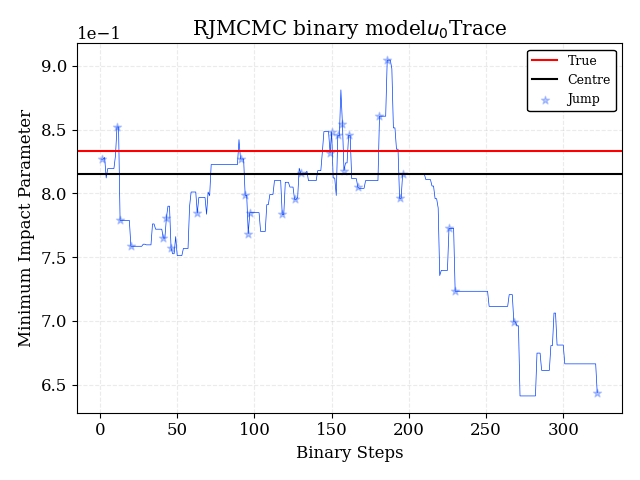 RJMCMC binary modelu₀Trace
1e−1
9.0
8.5
8.0
7.5
7.0
6.5
Minimum Impact Parameter
True
Centre
Jump
0 50 100 150 200 250 300
Binary Steps